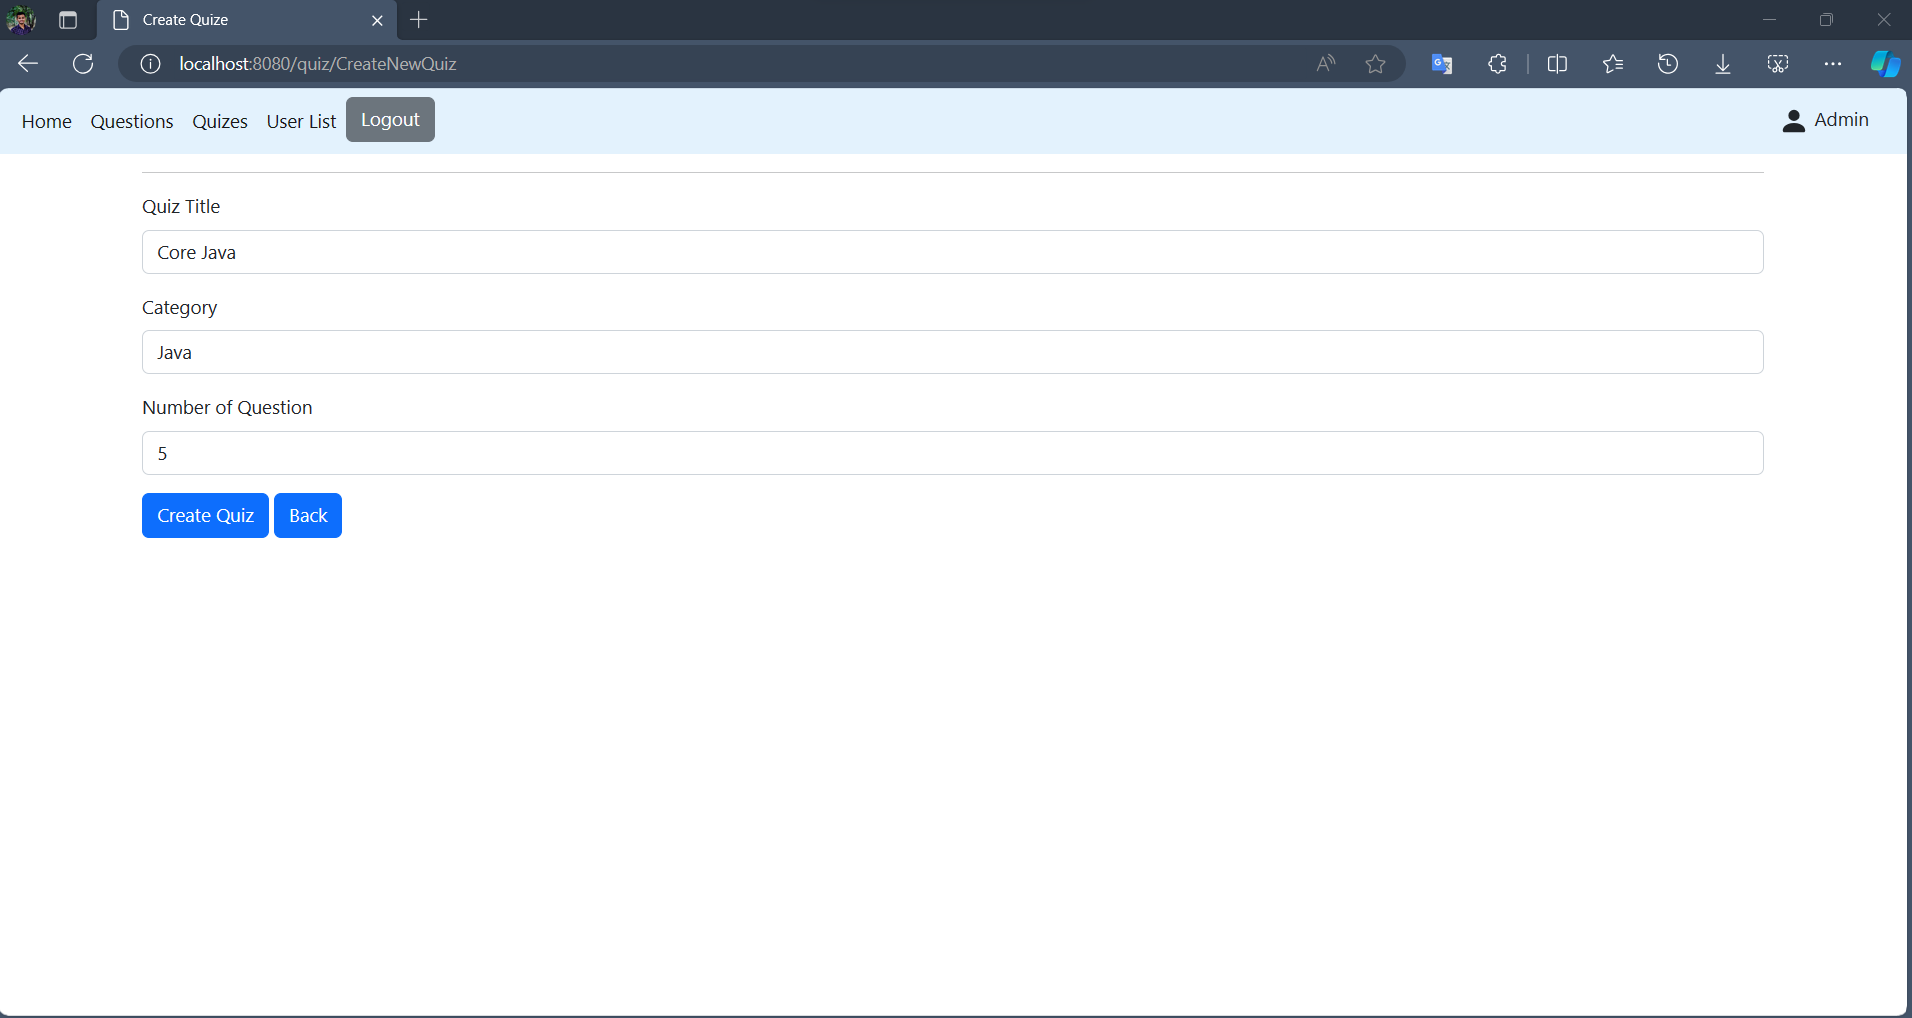 Create Quize
localhost:8080/quiz/CreateNewQuiz
Home Questions Quizes User List Logout Admin
Quiz Title
Core Java
Category
Java
Number of Question
5
Create Quiz Back